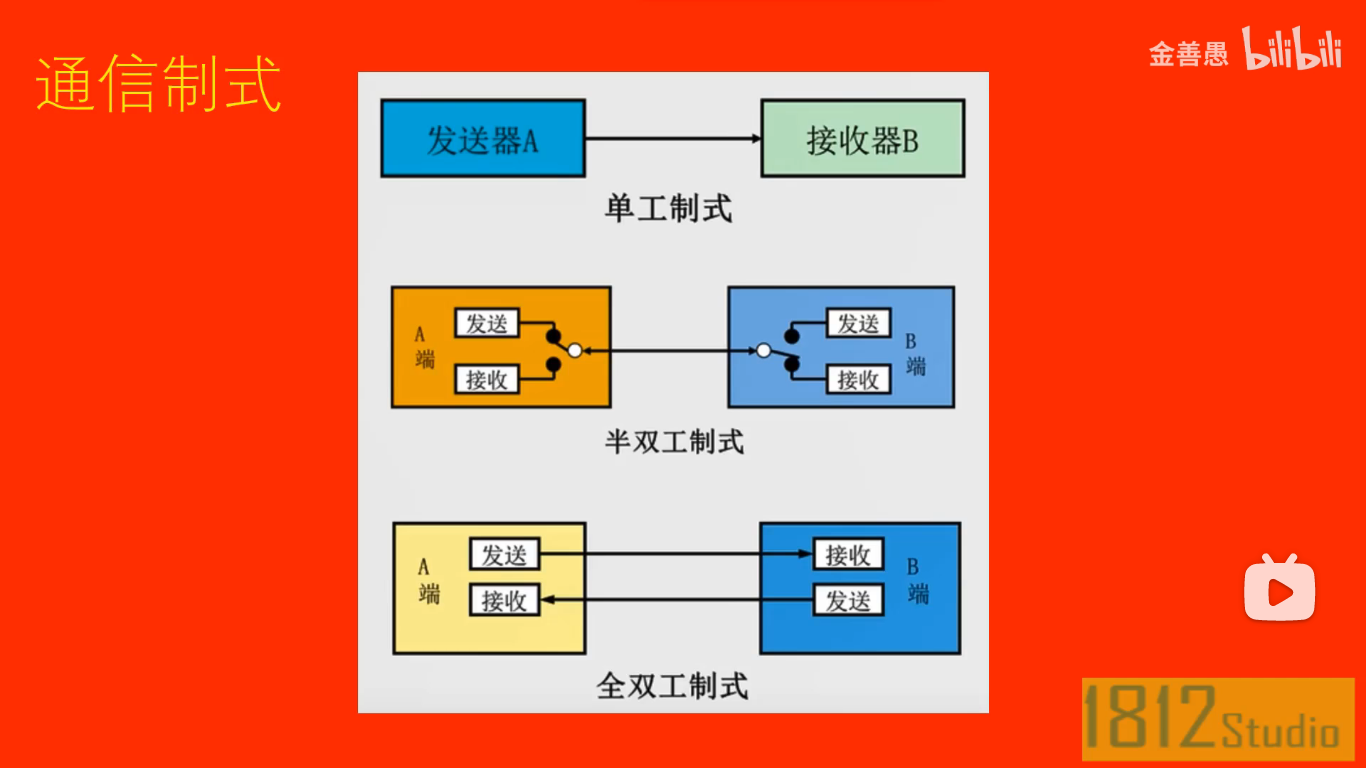 通信制式
金善愚 bilibili
发送器A
接收器B
单工制式
A
端
发送
接收
发送
接收
B
端
半双工制式
A
端
发送
接收
接收
发送
B
端
全双工制式
1812Studio